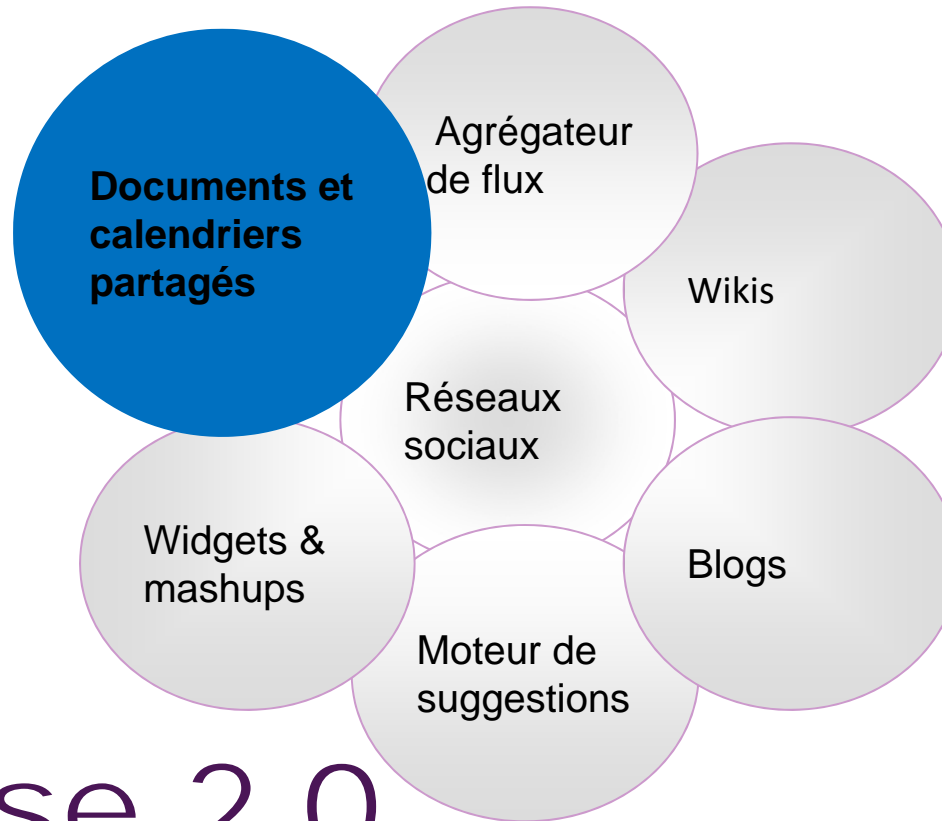 Agrégateur
de flux
Documents et
calendriers
partagés
Wikis
Réseaux
sociaux
Widgets &
mashups
Blogs
Moteur de
suggestions
se 2.0